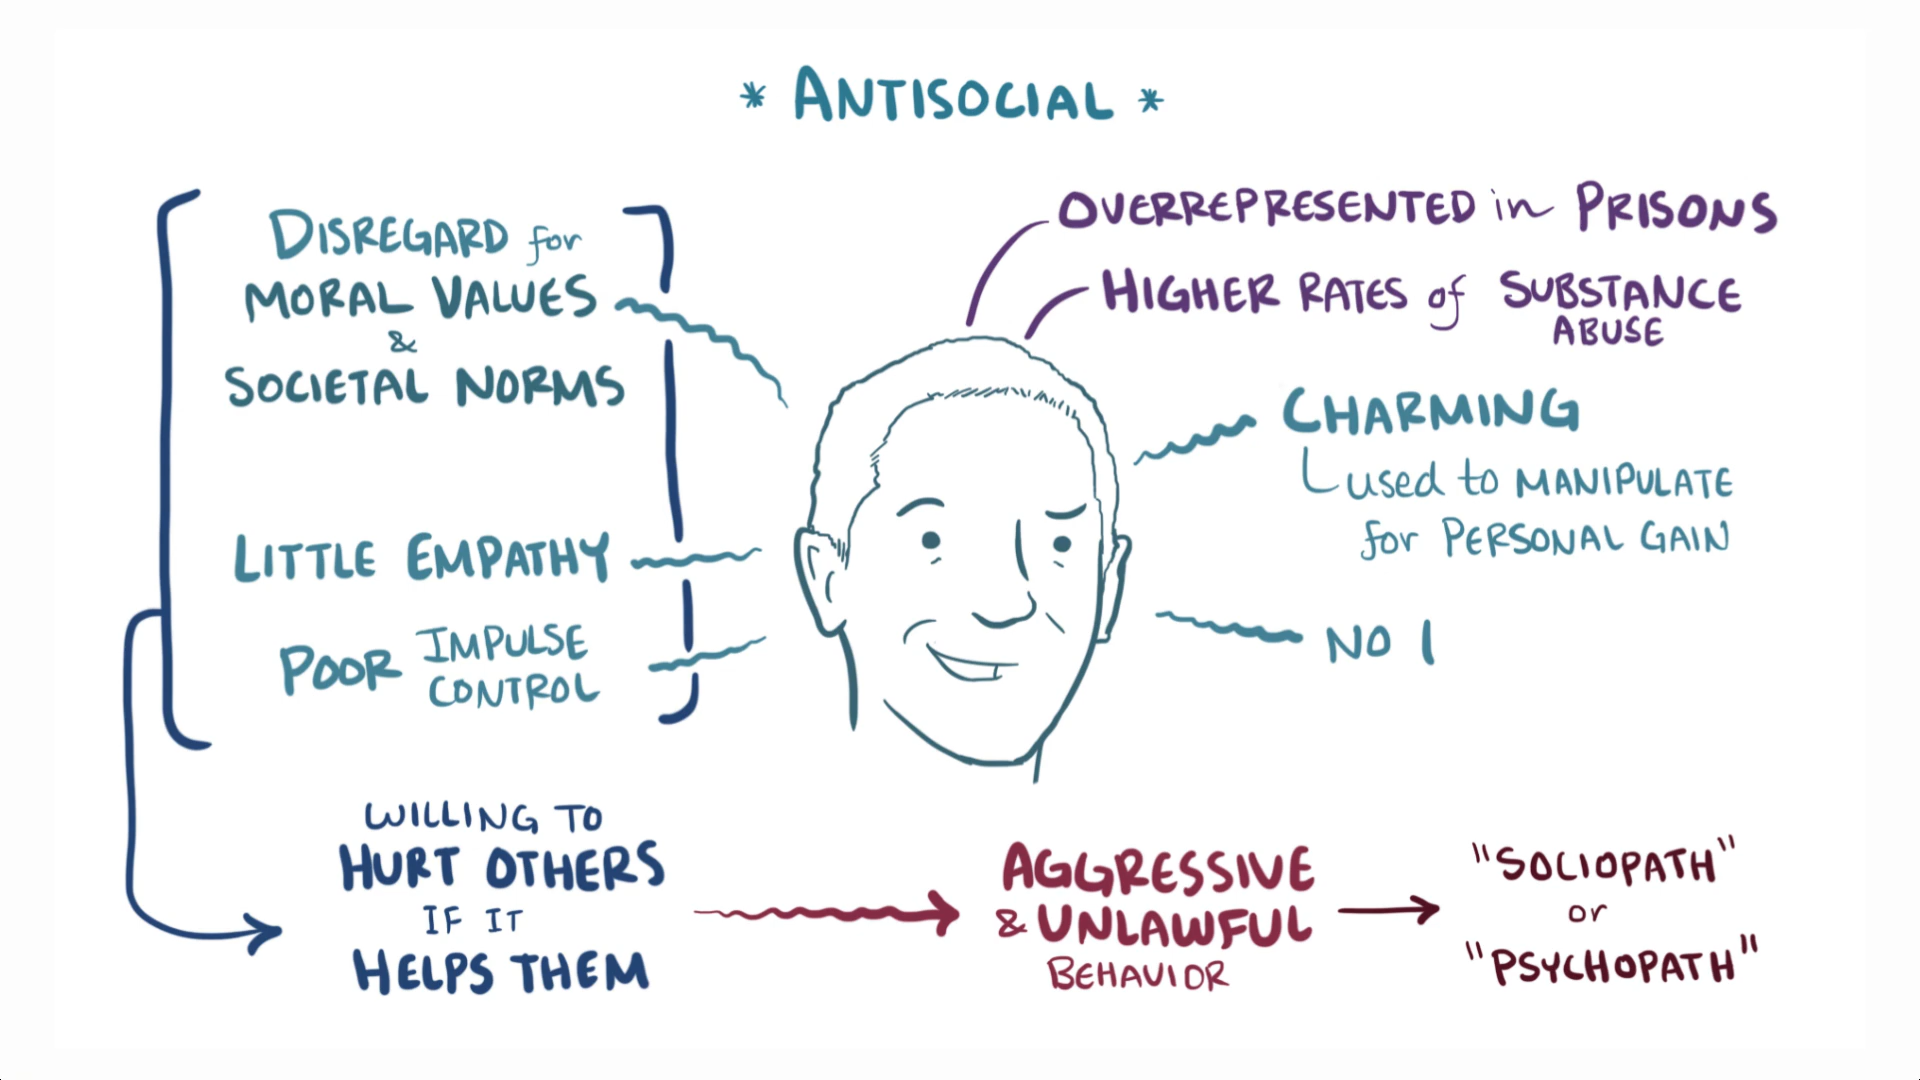 * ANTISOCIAL *
DISREGARD for
MORAL VALUES
&
SOCIETAL NORMS
LITTLE EMPATHY
POOR IMPULSE
CONTROL
OVERREPRESENTED in PRISONS
HIGHER RATES of SUBSTANCE
ABUSE
CHARMING
used to MANIPULATE
for PERSONAL GAIN
NO
WILLING TO
HURT OTHERS
IF IT
HELPS THEM
AGGRESSIVE
& UNLAWFUL
BEHAVIOR
"SOCIOPATH"
or
"PSYCHOPATH"